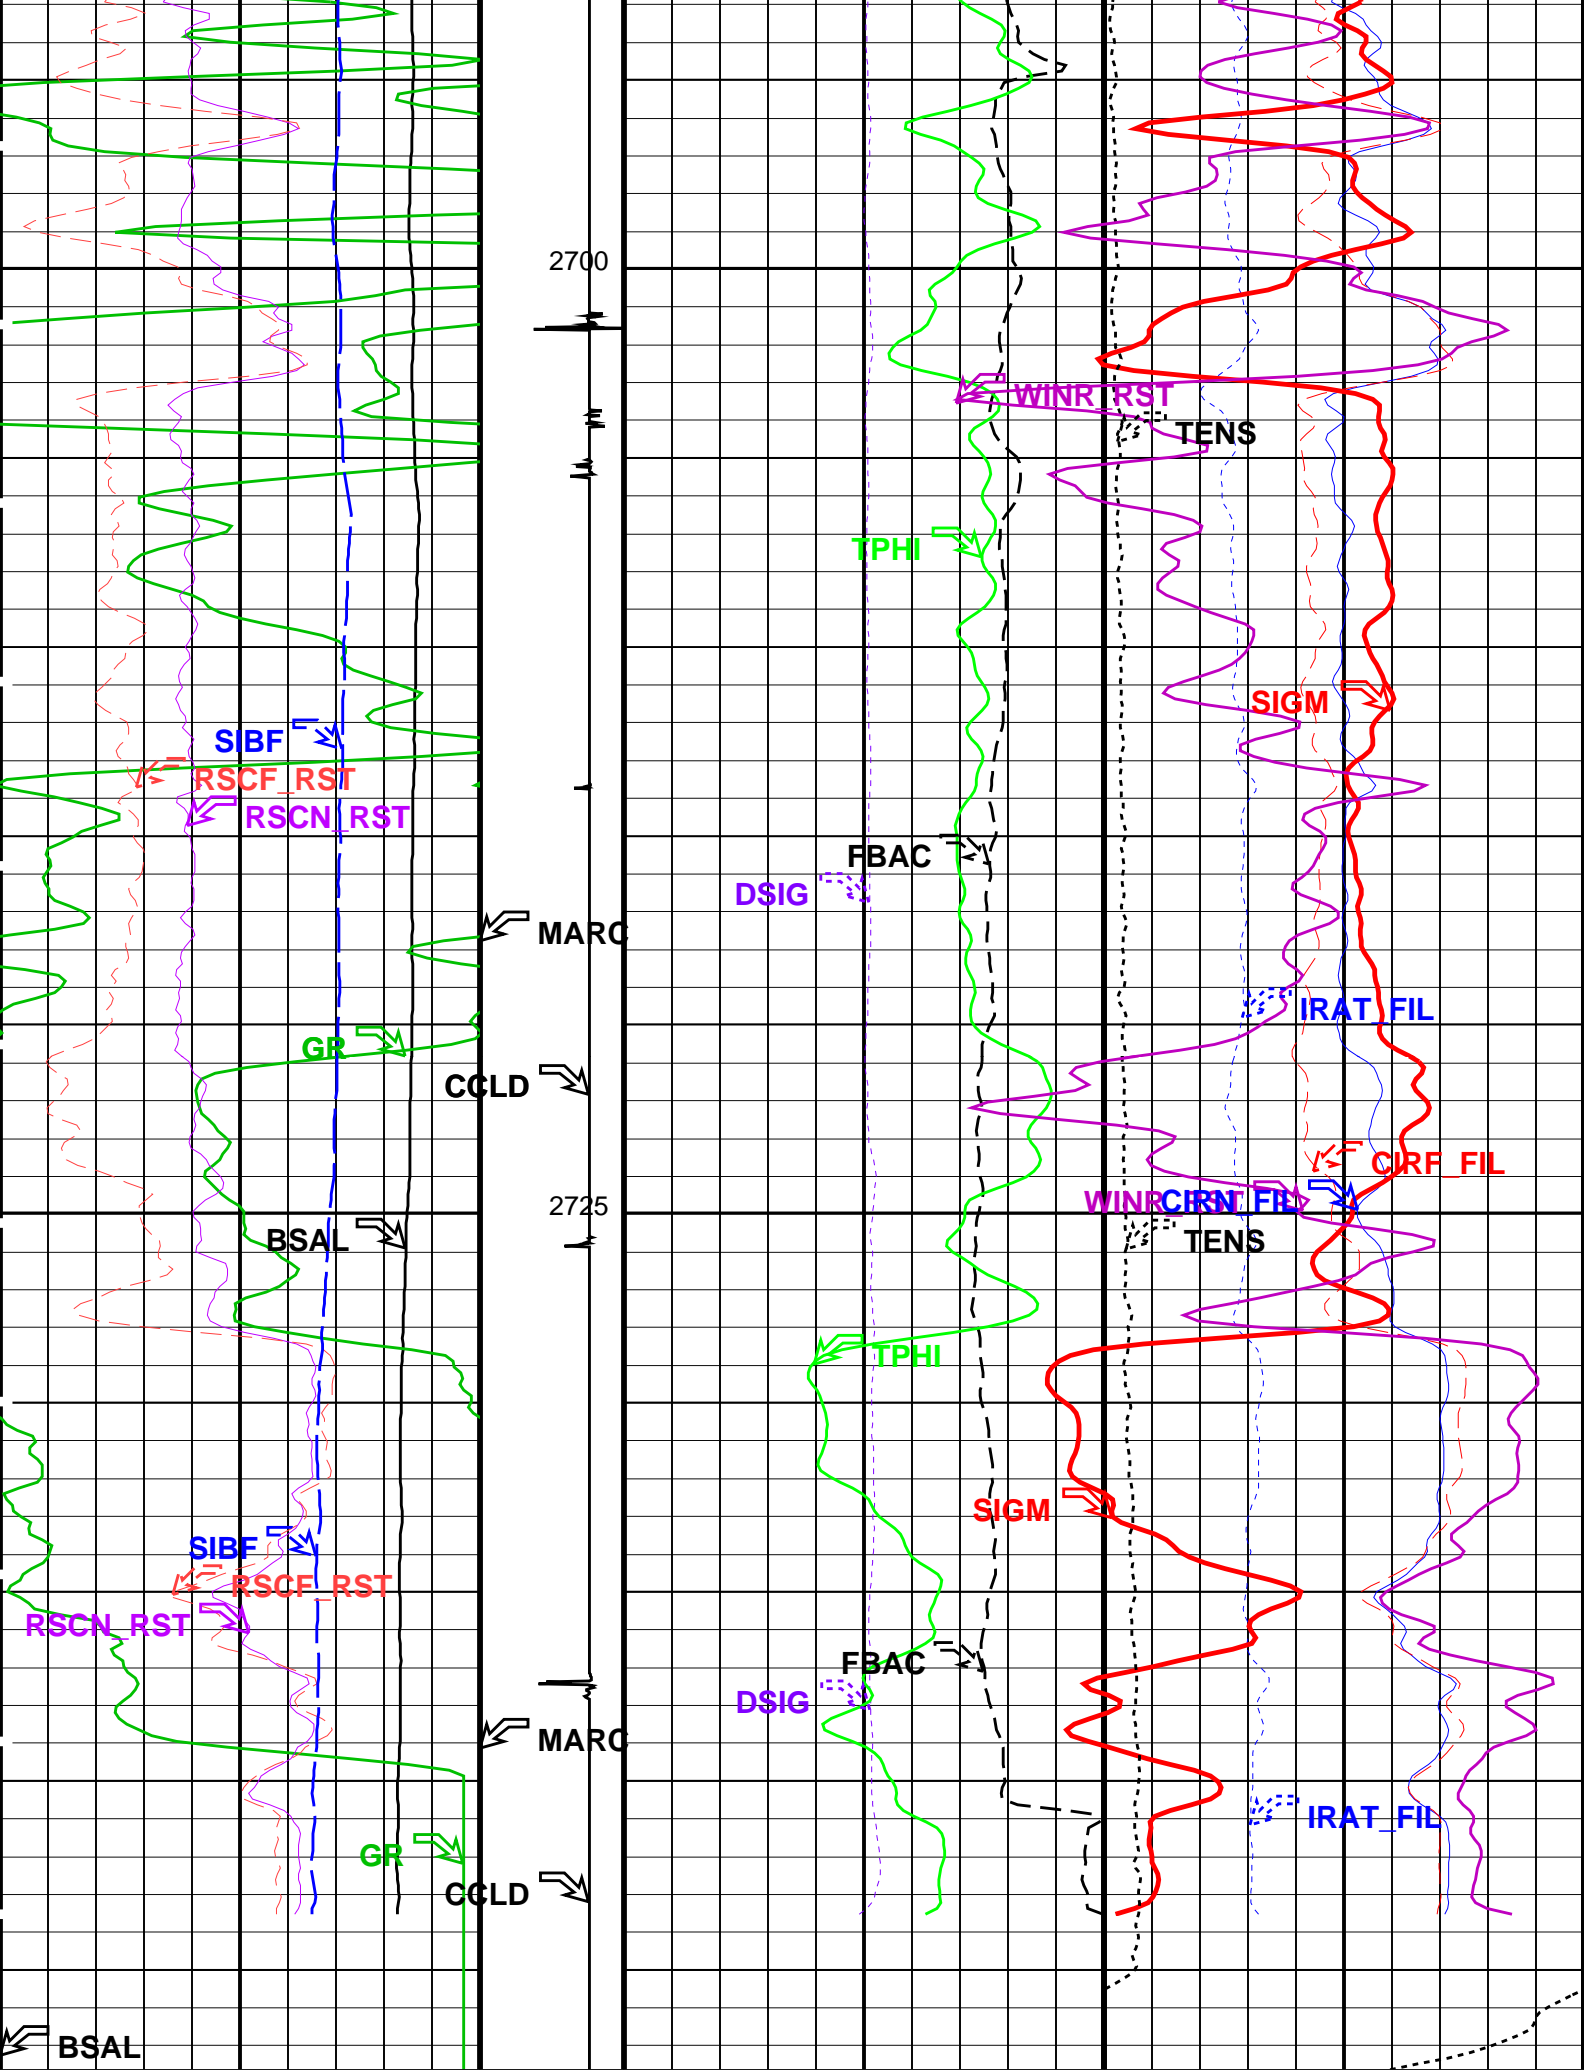 2700
WINR_RST
TENS
TPHI
SIGM
SIBF
RSCF_RST
RSCN_RST
FBAC
DSIG
MARC
IRAT_FIL
GR
CCLD
CIRF_FIL
WINR_RST CIRN_FIL
2725
BSAL
TENS
TPHI
SIGM
SIBF
RSCF_RST
RSCN_RST
FBAC
DSIG
MARC
IRAT_FIL
GR
CCLD
BSAL